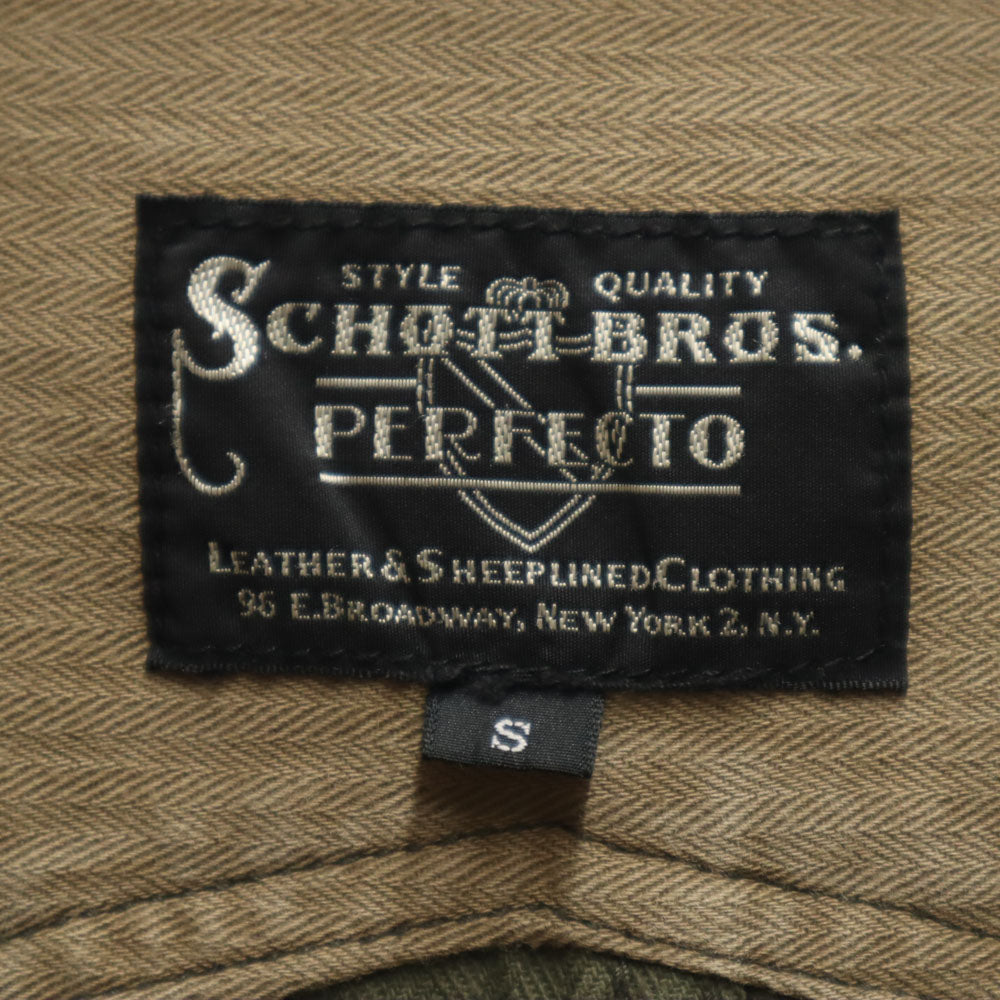 STYLE QUALITY
SCHOTT BROS.
PERFECTO
LEATHER & SHEEPLINED CLOTHING
96 E. BROADWAY, NEW YORK 2, N.Y.
S